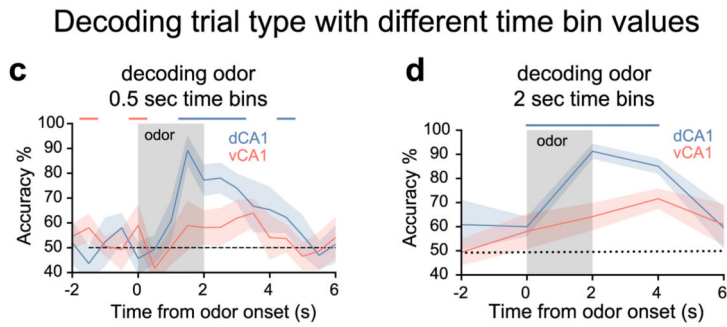 Decoding trial type with different time bin values
c
decoding odor
0.5 sec time bins
odor
dCA1
vCA1
Accuracy %
100
90
80
70
60
50
40
-2
0
2
4
6
Time from odor onset (s)
d
decoding odor
2 sec time bins
odor
dCA1
vCA1
Accuracy %
100
90
80
70
60
50
40
-2
0
2
4
6
Time from odor onset (s)